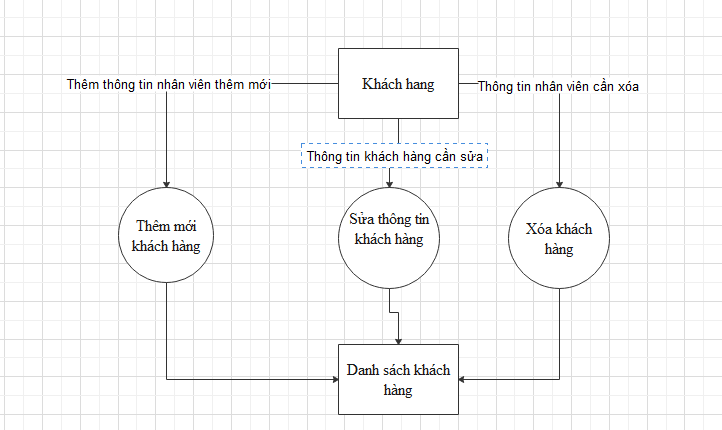 Khách hang
Thêm thông tin nhân viên thêm mới
Thông tin nhân viên cần xóa
Thông tin khách hàng cần sửa
Thêm mới
khách hàng
Sửa thông tin
khách hàng
Xóa khách
hàng
Danh sách khách
hàng